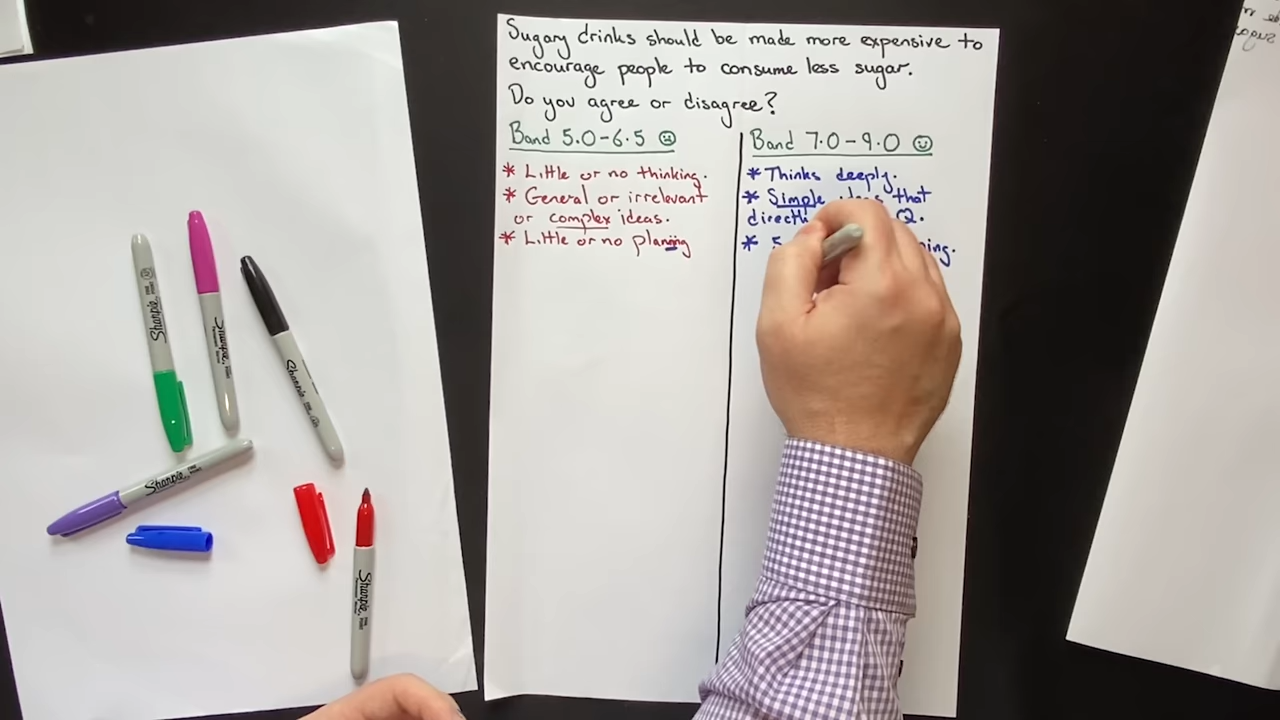 Sugary drinks should be made more expensive to
encourage people to consume less sugar.
Do you agree or disagree?
Band 5.0-6.5
* Little or no thinking.
* General or irrelevant
or complex ideas.
* Little or no planing
Band 7.0-9.0
* Thinks deeply.
* Simple that
Q.
* 5
Sharpie
Sharpie
Sharpie
Sharpie
Sharpie